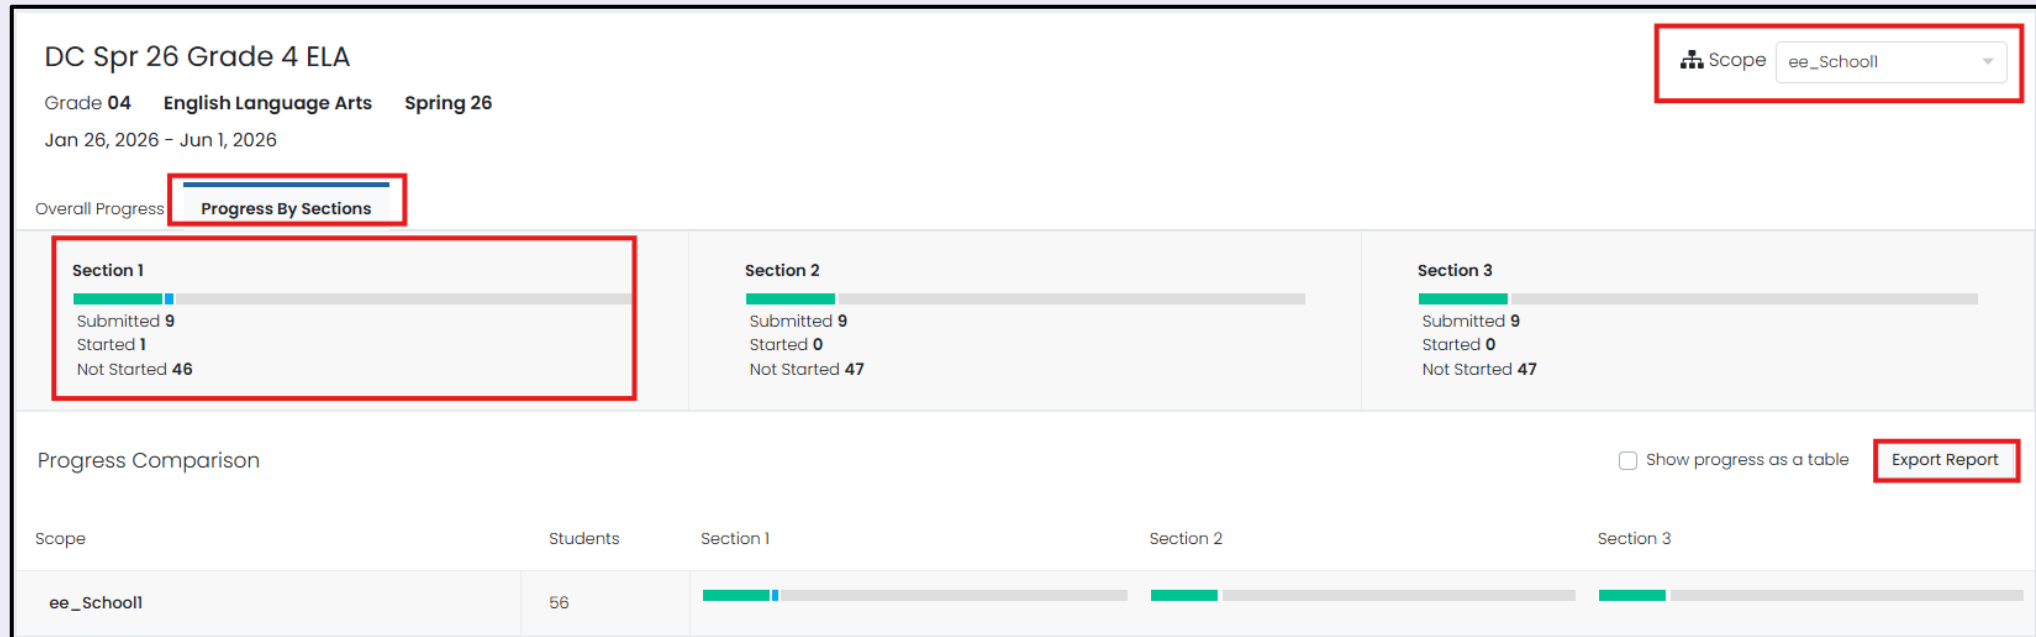 DC Spr 26 Grade 4 ELA
Scope ee_School1
Grade 04 English Language Arts Spring 26
Jan 26, 2026 - Jun 1, 2026
Overall Progress Progress By Sections
Section 1
Submitted 9
Started 1
Not Started 46
Section 2
Submitted 9
Started 0
Not Started 47
Section 3
Submitted 9
Started 0
Not Started 47
Progress Comparison Show progress as a table Export Report
Scope Students Section 1 Section 2 Section 3
ee_School1 56